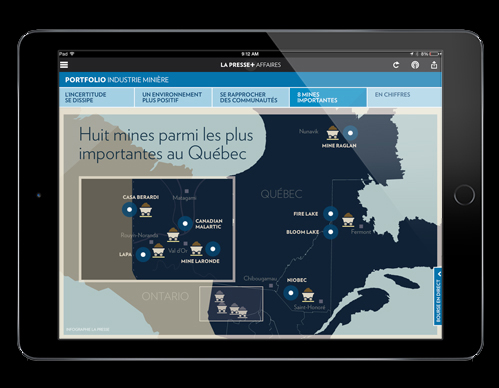 Pad
9:12 AM
8%
LA PRESSE+ AFFAIRES
PORTFOLIO INDUSTRIE MINIÈRE
L'INCERTITUDE
SE DISSIPE
UN ENVIRONNEMENT
PLUS POSITIF
SE RAPPROCHER
DES COMMUNAUTÉS
8 MINES
IMPORTANTES
EN CHIFFRES
Huit mines parmi les plus
importantes au Québec
Nunavik
MINE RAGLAN
CASA BERARDI
Matagami
CANADIAN
MALARTIC
Rouyn-Noranda
Val d'Or
LAPA
MINE LARONDE
QUÉBEC
FIRE LAKE
BLOOM LAKE
Fermont
Chibougamau
NIOBEC
Saint-Honoré
ONTARIO
BOURSE EN DIRECT
INFOGRAPHIE LA PRESSE